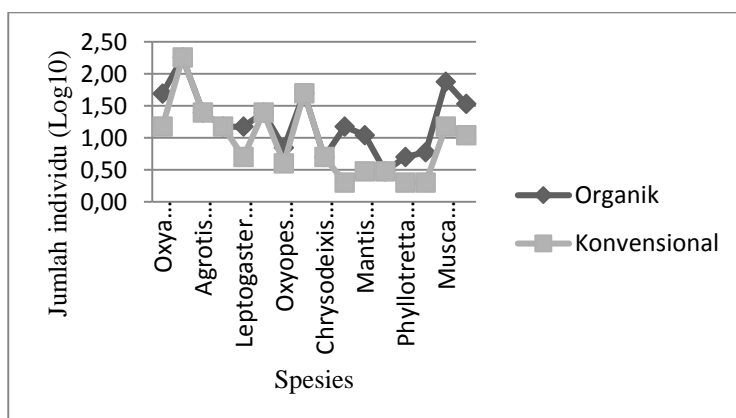 Jumlah individu (Log10)
2,50
2,00
1,50
1,00
0,50
0,00
Oxya...
Agrotis...
Leptogaster...
Oxyopes...
Chrysodeixis...
Mantis...
Phyllotretta...
Musca...
Spesies
Organik
Konvensional